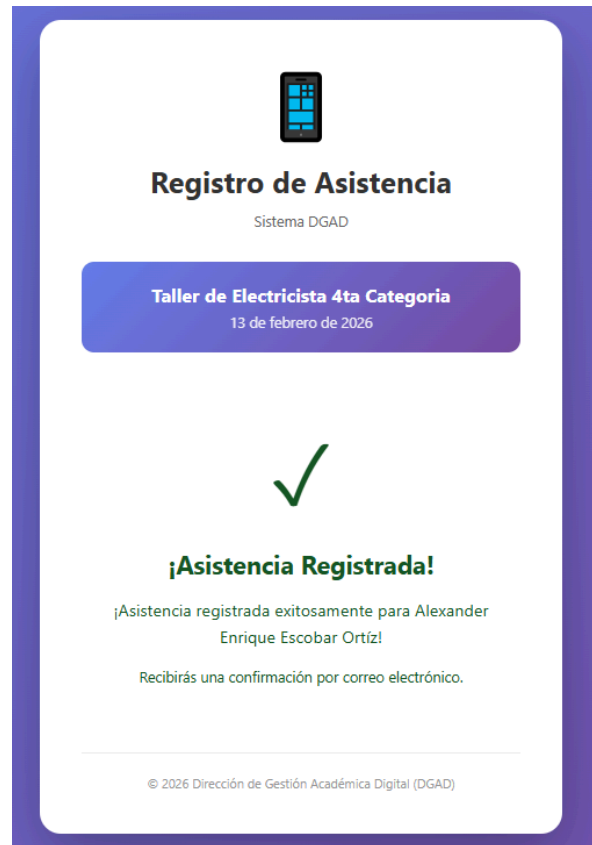 Registro de Asistencia
Sistema DGAD
Taller de Electricista 4ta Categoria
13 de febrero de 2026
¡Asistencia Registrada!
¡Asistencia registrada exitosamente para Alexander
Enrique Escobar Ortíz!
Recibirás una confirmación por correo electrónico.
© 2026 Dirección de Gestión Académica Digital (DGAD)